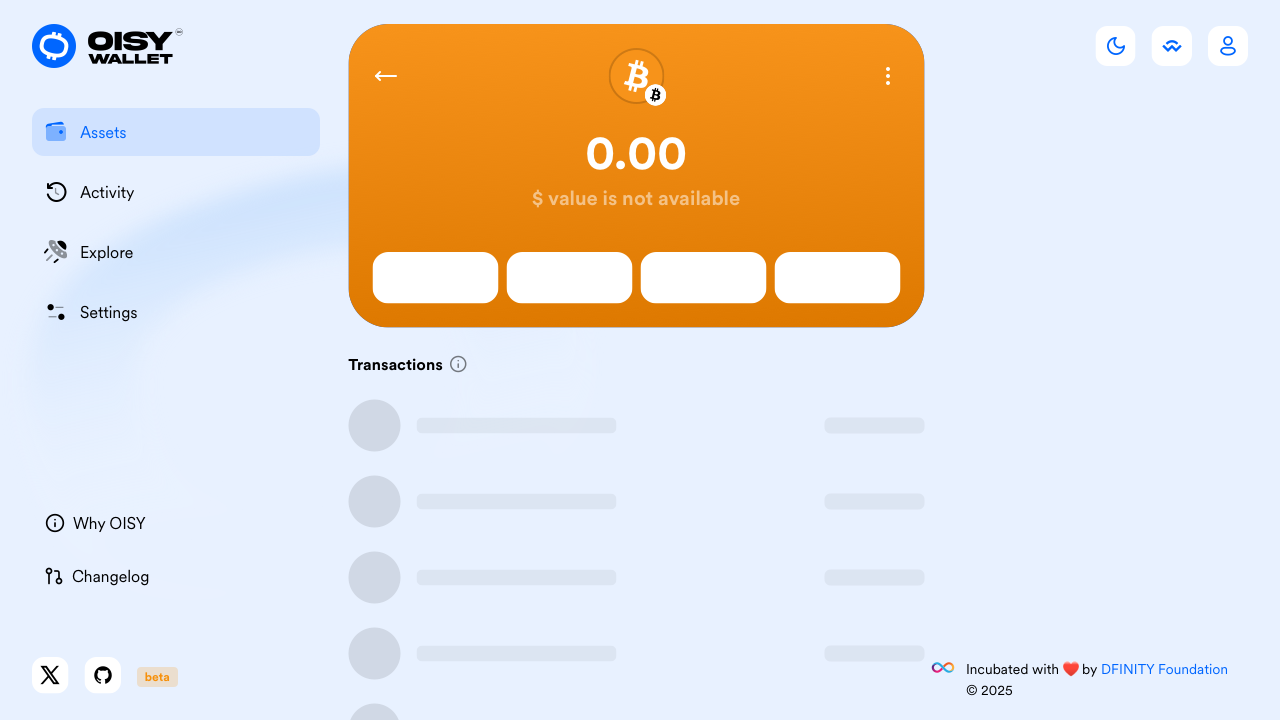 OISY
WALLET
Assets
Activity
Explore
Settings
Why OISY
Changelog
beta
0.00
$ value is not available
Transactions
Incubated with ❤️ by DFINITY Foundation
© 2025